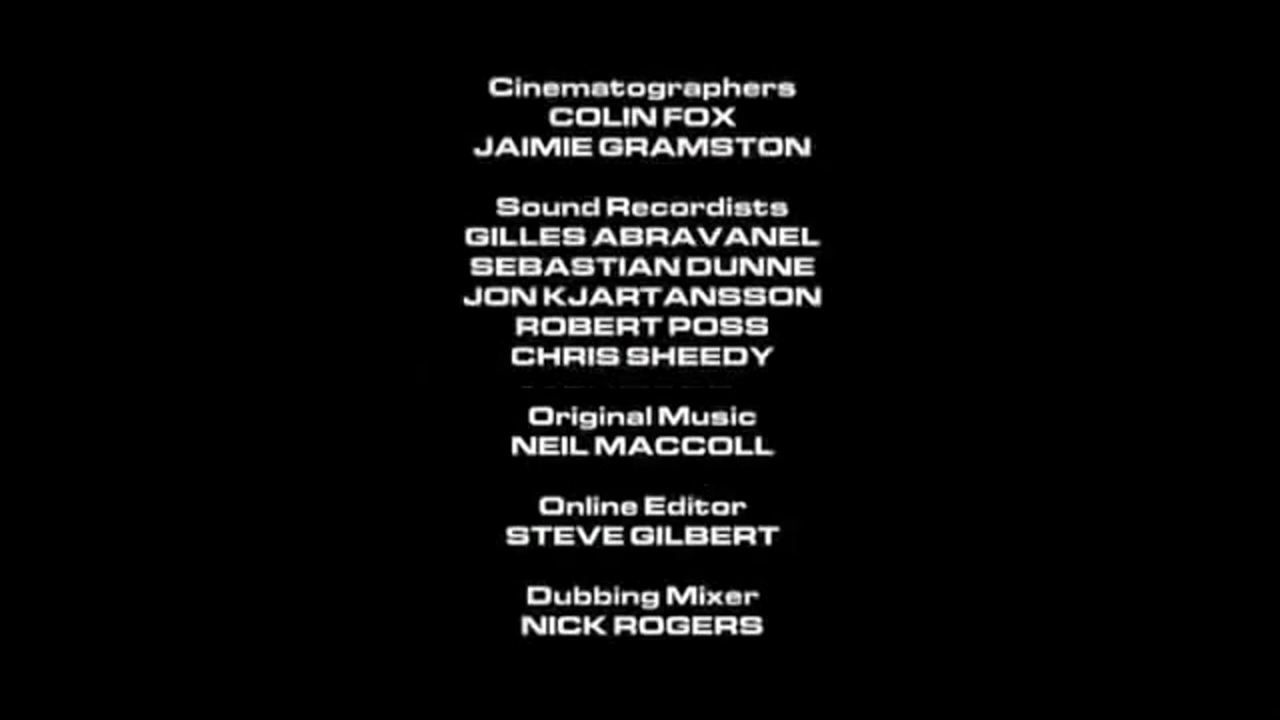 Cinematographers
COLIN FOX
JAIMIE GRAMSTON
Sound Recordists
GILLES ABRAVANEL
SEBASTIAN DUNNE
JON KJARTANSSON
ROBERT POSS
CHRIS SHEEDY
Original Music
NEIL MACCOLL
Online Editor
STEVE GILBERT
Dubbing Mixer
NICK ROGERS